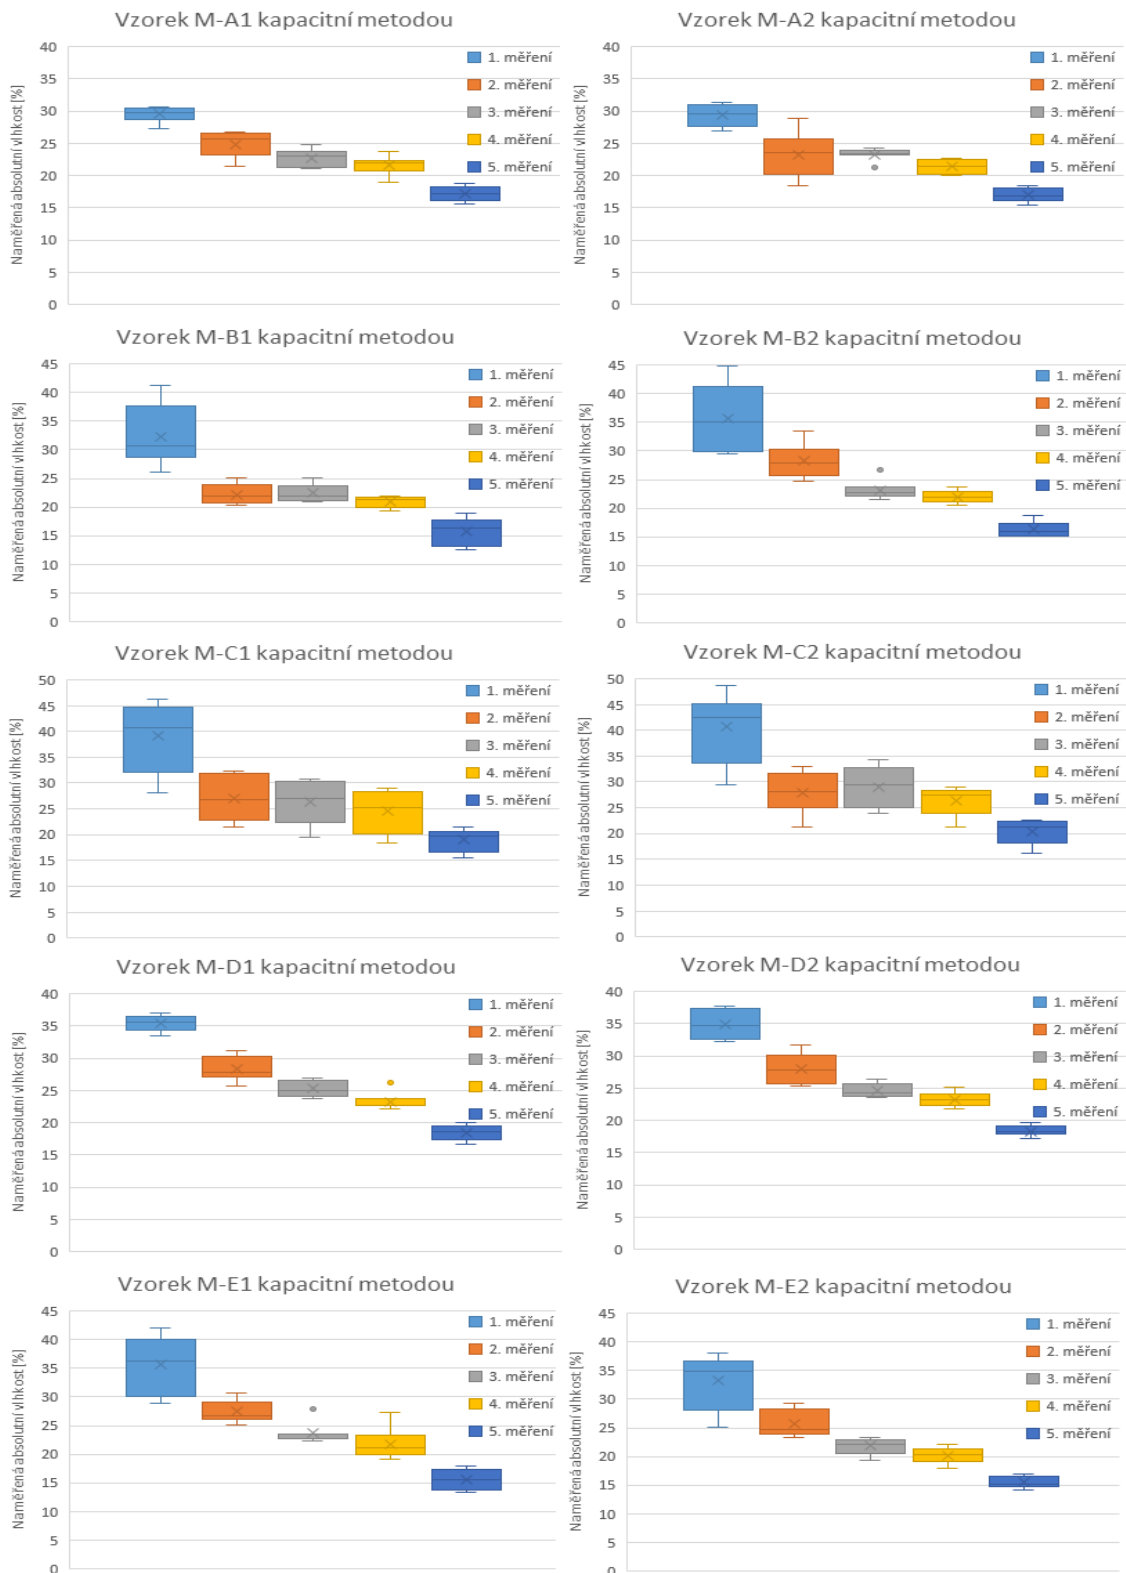 Vzorek M-A1 kapacitní metodou
Naměřená absolutní vlhkost [%]
40
35
30
25
20
15
10
5
0
1. měření
2. měření
3. měření
4. měření
5. měření
Vzorek M-A2 kapacitní metodou
Naměřená absolutní vlhkost [%]
40
35
30
25
20
15
10
5
0
1. měření
2. měření
3. měření
4. měření
5. měření
Vzorek M-B1 kapacitní metodou
Naměřená absolutní vlhkost [%]
45
40
35
30
25
20
15
10
5
0
1. měření
2. měření
3. měření
4. měření
5. měření
Vzorek M-B2 kapacitní metodou
Naměřená absolutní vlhkost [%]
45
40
35
30
25
20
15
10
5
0
1. měření
2. měření
3. měření
4. měření
5. měření
Vzorek M-C1 kapacitní metodou
Naměřená absolutní vlhkost [%]
50
45
40
35
30
25
20
15
10
5
0
1. měření
2. měření
3. měření
4. měření
5. měření
Vzorek M-C2 kapacitní metodou
Naměřená absolutní vlhkost [%]
50
45
40
35
30
25
20
15
10
5
0
1. měření
2. měření
3. měření
4. měření
5. měření
Vzorek M-D1 kapacitní metodou
Naměřená absolutní vlhkost [%]
40
35
30
25
20
15
10
5
0
1. měření
2. měření
3. měření
4. měření
5. měření
Vzorek M-D2 kapacitní metodou
Naměřená absolutní vlhkost [%]
40
35
30
25
20
15
10
5
0
1. měření
2. měření
3. měření
4. měření
5. měření
Vzorek M-E1 kapacitní metodou
Naměřená absolutní vlhkost [%]
45
40
35
30
25
20
15
10
5
0
1. měření
2. měření
3. měření
4. měření
5. měření
Vzorek M-E2 kapacitní metodou
Naměřená absolutní vlhkost [%]
45
40
35
30
25
20
15
10
5
0
1. měření
2. měření
3. měření
4. měření
5. měření